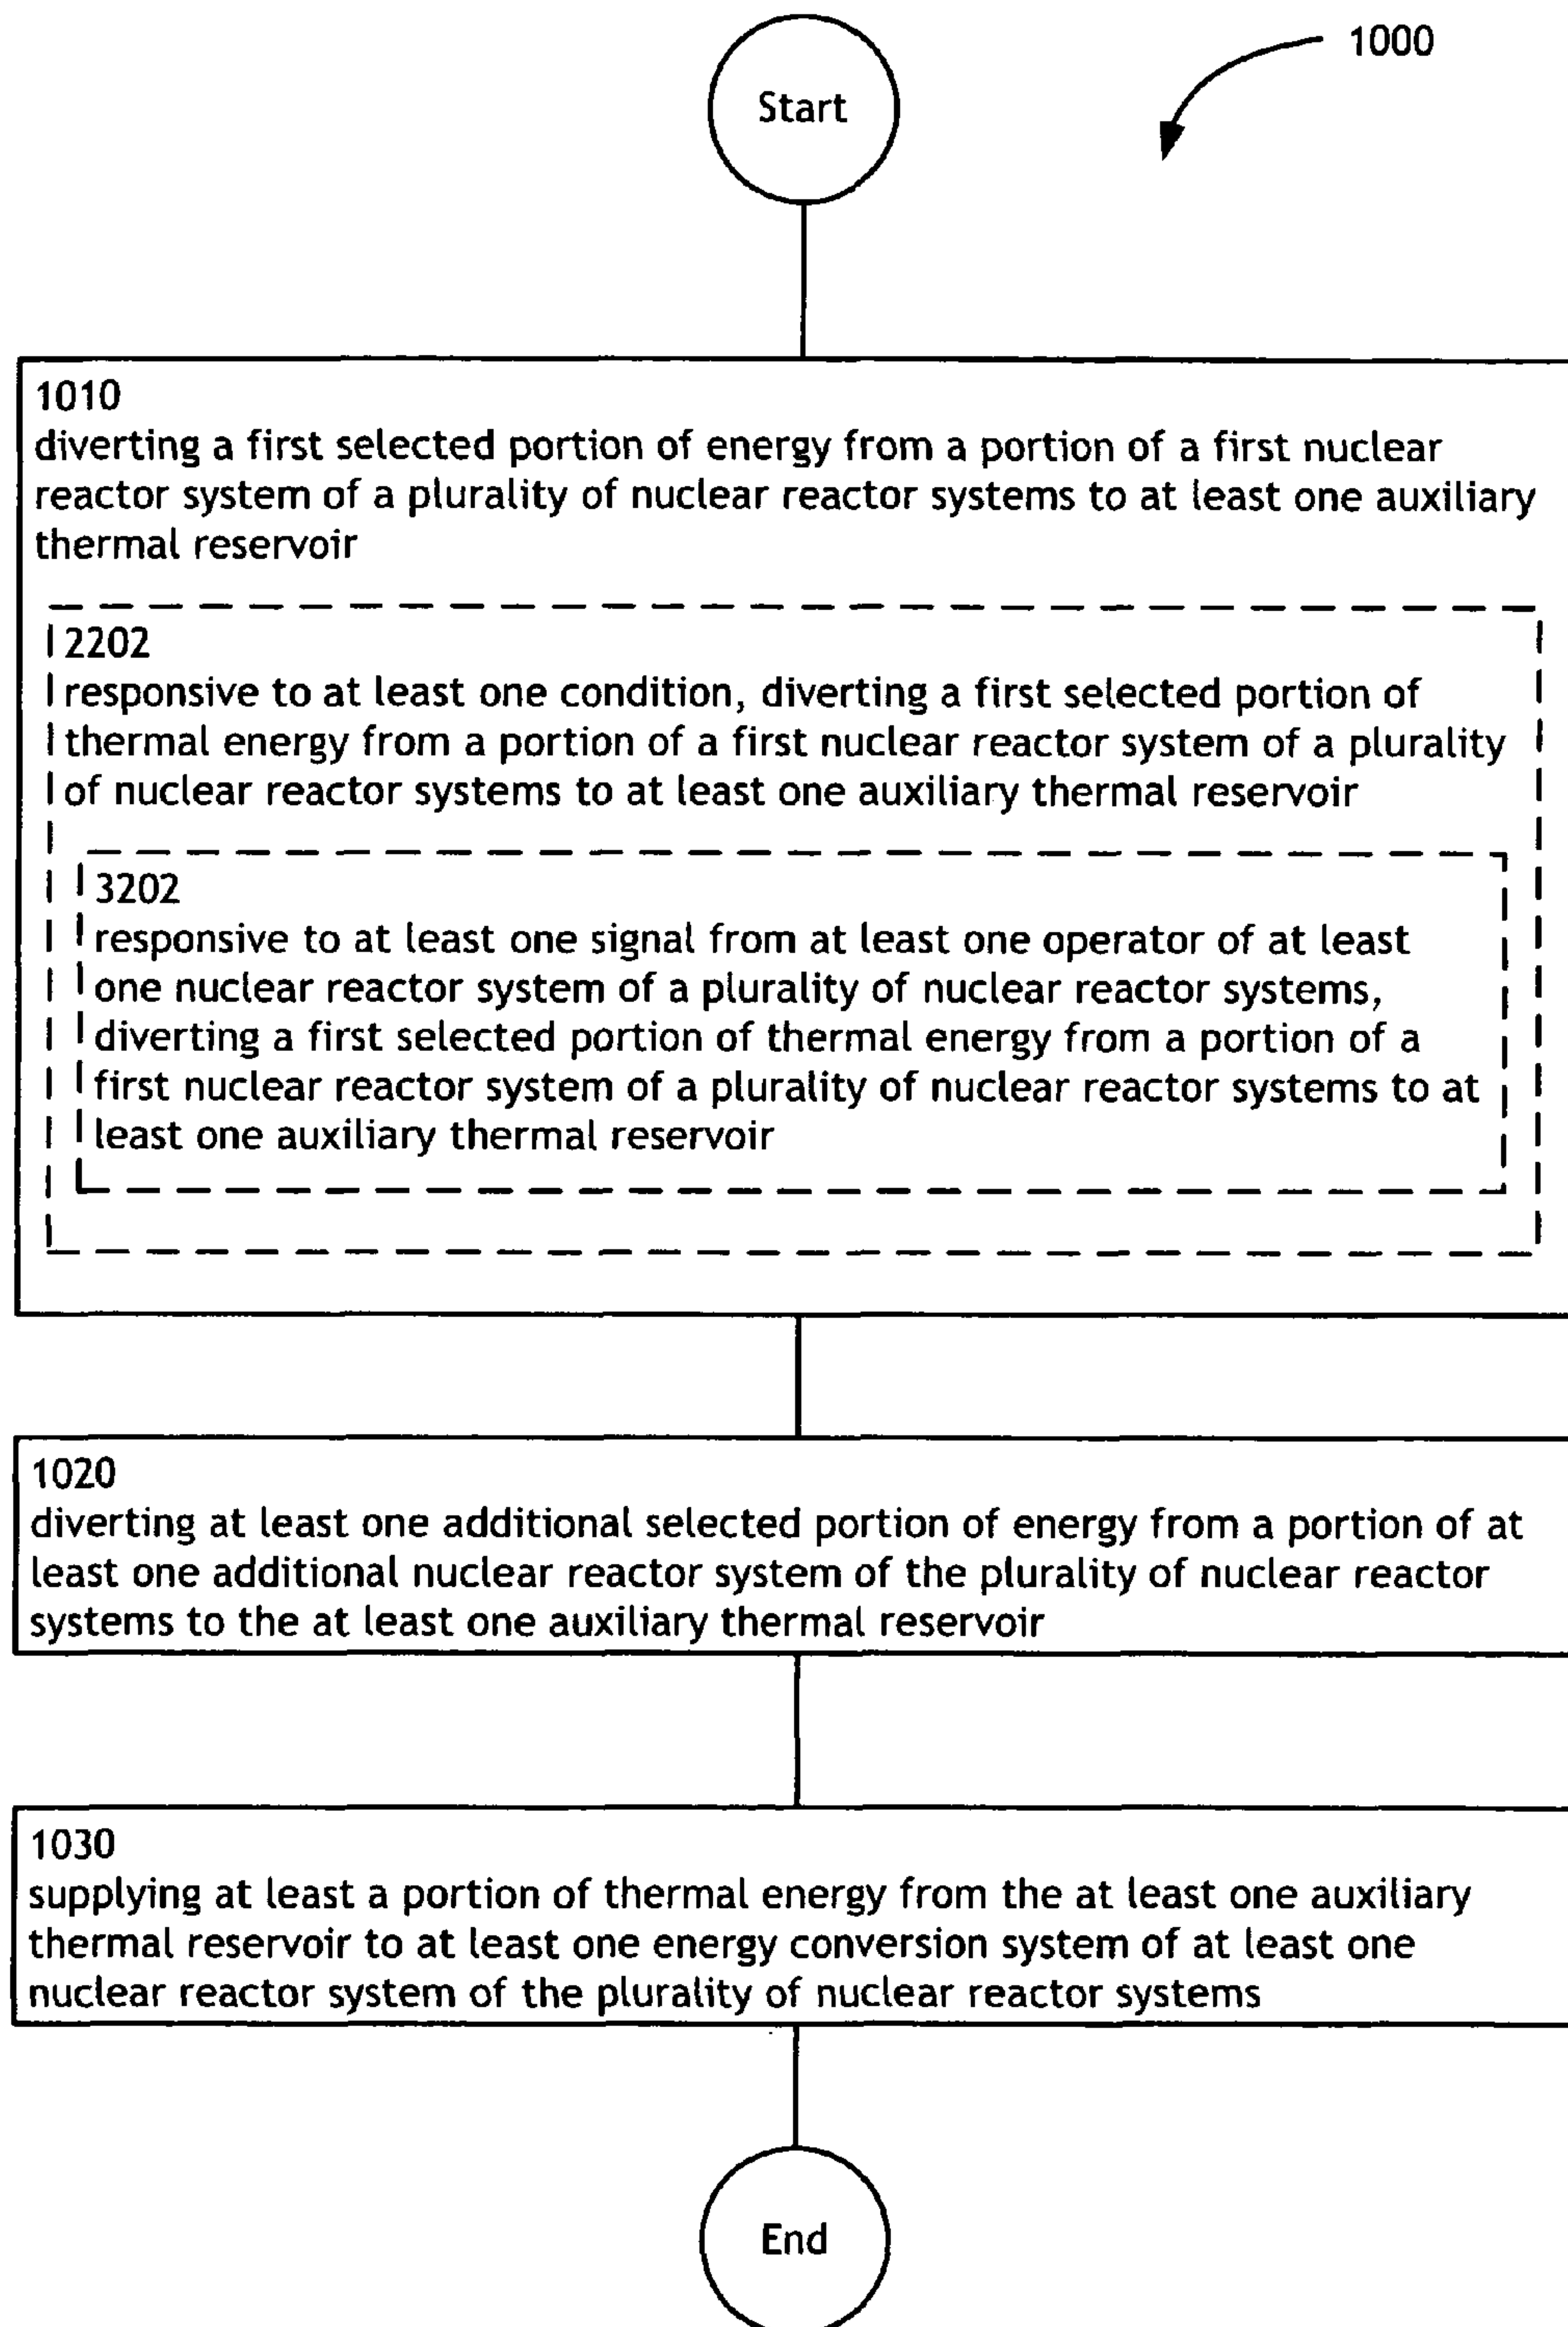 1000
Start
1010
diverting a first selected portion of energy from a portion of a first nuclear
reactor system of a plurality of nuclear reactor systems to at least one auxiliary
thermal reservoir
2202
responsive to at least one condition, diverting a first selected portion of
thermal energy from a portion of a first nuclear reactor system of a plurality
of nuclear reactor systems to at least one auxiliary thermal reservoir
3202
responsive to at least one signal from at least one operator of at least
one nuclear reactor system of a plurality of nuclear reactor systems,
diverting a first selected portion of thermal energy from a portion of a
first nuclear reactor system of a plurality of nuclear reactor systems to at
least one auxiliary thermal reservoir
1020
diverting at least one additional selected portion of energy from a portion of at
least one additional nuclear reactor system of the plurality of nuclear reactor
systems to the at least one auxiliary thermal reservoir
1030
supplying at least a portion of thermal energy from the at least one auxiliary
thermal reservoir to at least one energy conversion system of at least one
nuclear reactor system of the plurality of nuclear reactor systems
End